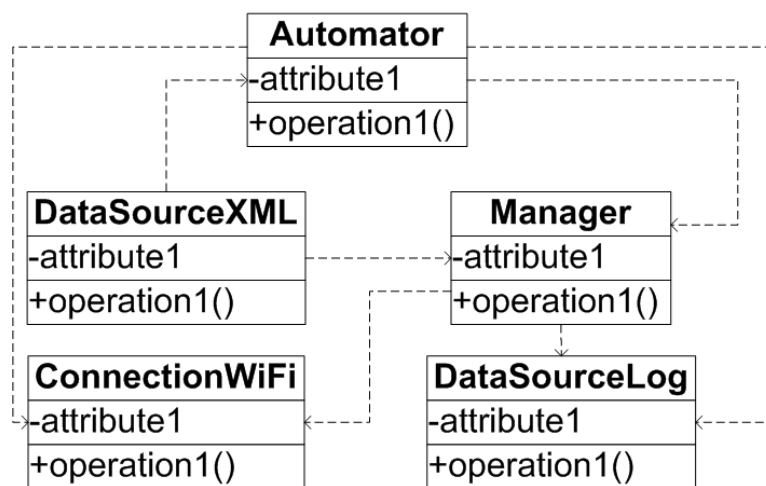 Automator
-attribute1
+operation1()
DataSourceXML
-attribute1
+operation1()
Manager
-attribute1
+operation1()
ConnectionWiFi
-attribute1
+operation1()
DataSourceLog
-attribute1
+operation1()